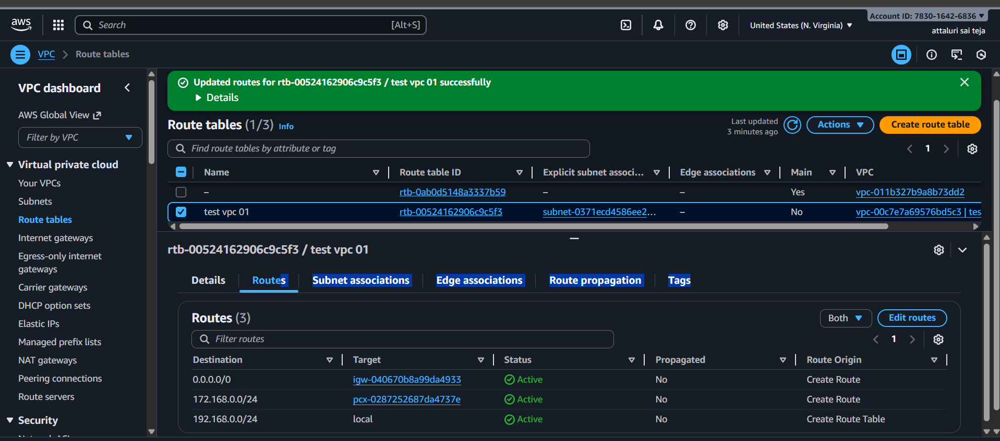 aws
Search [Alt+S]
United States (N. Virginia)
Account ID: 7830-1642-6836
attaluri sai teja
VPC Route tables
VPC dashboard
AWS Global View
Filter by VPC
Virtual private cloud
Your VPCs
Subnets
Route tables
Internet gateways
Egress-only internet
gateways
Carrier gateways
DHCP option sets
Elastic IPs
Managed prefix lists
NAT gateways
Peering connections
Route servers
Security
Updated routes for rtb-00524162906c9c5f3 / test vpc 01 successfully
Details
Route tables (1/3) Info
Last updated
3 minutes ago
Actions
Create route table
Find route tables by attribute or tag
1
Name Route table ID Explicit subnet associ... Edge associations Main VPC
– rtb-0ab0d5148a3337b59 – – Yes vpc-011b327b9a8b73dd2
test vpc 01 rtb-00524162906c9c5f3 subnet-0371ecd4586ee2... – No vpc-00c7e7a69576bd5c3 | tes
rtb-00524162906c9c5f3 / test vpc 01
Details Routes Subnet associations Edge associations Route propagation Tags
Routes (3)
Both
Edit routes
Filter routes
1
Destination Target Status Propagated Route Origin
0.0.0.0/0 igw-040670b8a99da4933 Active No Create Route
172.168.0.0/24 pcx-0287252687da4737e Active No Create Route
192.168.0.0/24 local Active No Create Route Table